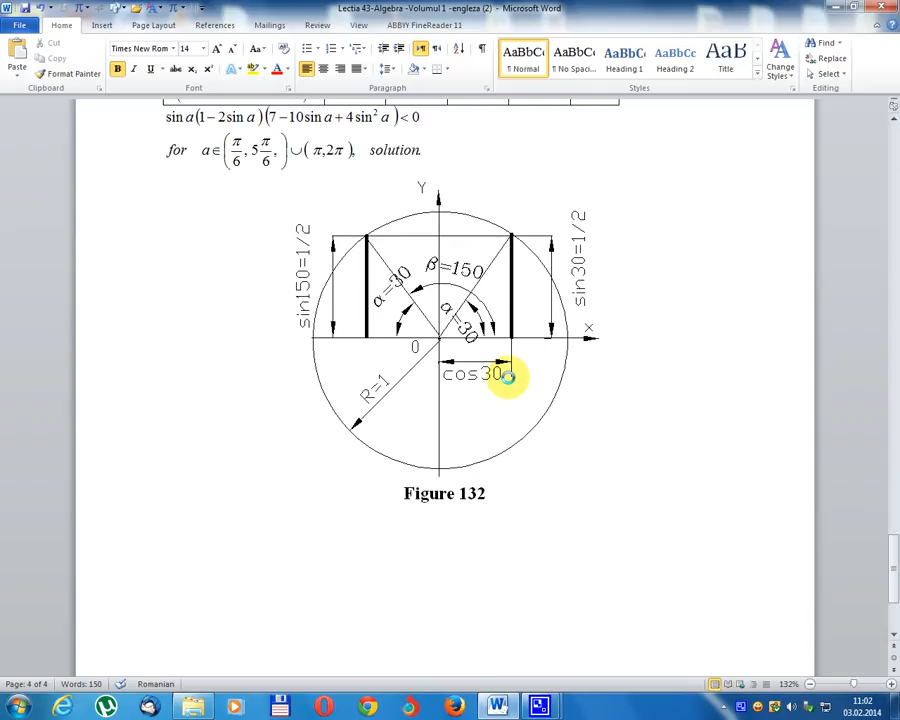 Lectia 43-Algebra -Volumul 1 -engleza (2) - Microsoft Word
File Home Insert Page Layout References Mailings Review View ABBYY FineReader 11
Paste
Cut
Copy
Format Painter
Clipboard
Times New Rom 14
B I U
Font
Paragraph
AaBbCc AaBbCc AaBbC AaBbCc AaB
¶ Normal ¶ No Spaci... Heading 1 Heading 2 Title
Change Styles
Styles
Find
Replace
Select
Editing
sin a(1−2sin a)(7−10sin a+4sin² a)<0
for a∈(π/6, 5π/6,)∪( π,2π ), solution.
Y
sin150=1/2
sin30=1/2
β=150
α=30
α=30
X
0
cos30
R=1
Figure 132
Page: 4 of 4 Words: 150 Romanian 132%
11:02
03.02.2014